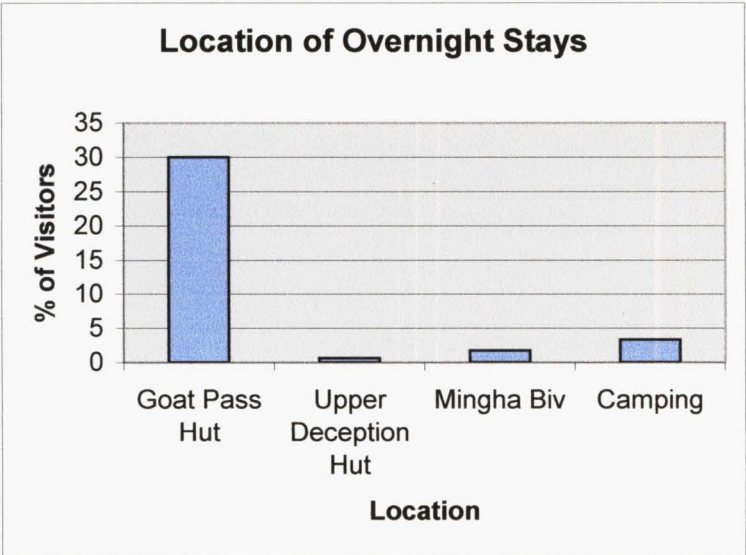 Location of Overnight Stays
% of Visitors
35
30
25
20
15
10
5
0
Goat Pass
Hut
Upper
Deception
Hut
Mingha Biv
Camping
Location